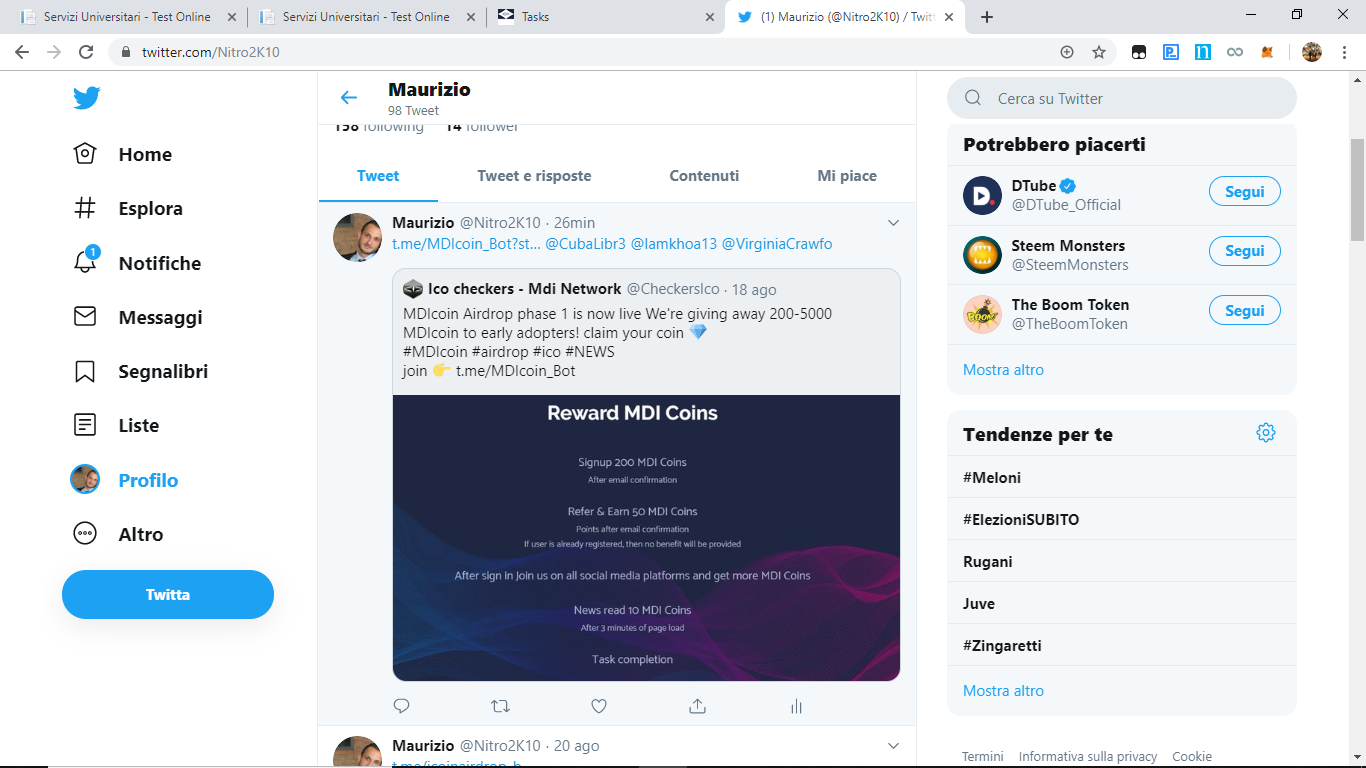 Servizi Universitari - Test Online
Servizi Universitari - Test Online
Tasks
(1) Maurizio (@Nitro2K10) / Twitt
twitter.com/Nitro2K10
Home
Esplora
1
Notifiche
Messaggi
Segnalibri
Liste
Profilo
Altro
Twitta
Maurizio
98 Tweet
158 following 14 follower
Tweet
Tweet e risposte
Contenuti
Mi piace
Maurizio @Nitro2K10 · 26min
t.me/MDIcoin_Bot?st... @CubaLibr3 @Iamkhoa13 @VirginiaCrawfo
Ico checkers - Mdi Network @CheckersIco · 18 ago
MDIcoin Airdrop phase 1 is now live We're giving away 200-5000
MDIcoin to early adopters! claim your coin 💎
#MDIcoin #airdrop #ico #NEWS
join 👉 t.me/MDIcoin_Bot
Reward MDI Coins
Signup 200 MDI Coins
After email confirmation
Refer & Earn 50 MDI Coins
Points after email confirmation
If user is already registered, then no benefit will be provided
After sign in Join us on all social media platforms and get more MDI Coins
News read 10 MDI Coins
After 3 minutes of page load
Task completion
Maurizio @Nitro2K10 · 20 ago
t.me/icoinairdrop_b
Cerca su Twitter
Potrebbero piacerti
DTube
@DTube_Official
Segui
Steem Monsters
@SteemMonsters
Segui
BOOM!
The Boom Token
@TheBoomToken
Segui
Mostra altro
Tendenze per te
#Meloni
#ElezioniSUBITO
Rugani
Juve
#Zingaretti
Mostra altro
Termini Informativa sulla privacy Cookie